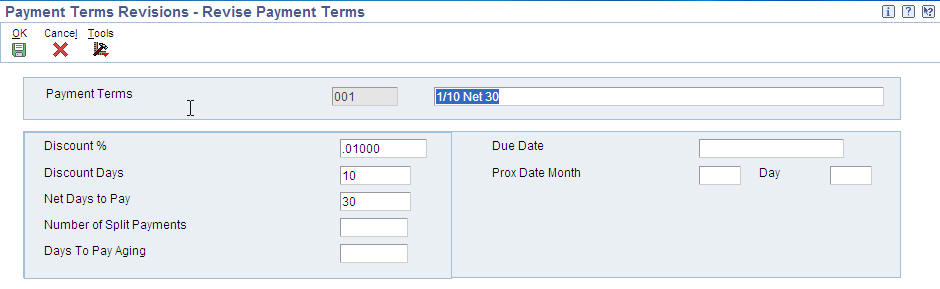 Payment Terms Revisions - Revise Payment Terms
OK Cancel Tools
Payment Terms 001 1/10 Net 30
Discount % .01000 Due Date
Discount Days 10 Prox Date Month Day
Net Days to Pay 30
Number of Split Payments
Days To Pay Aging